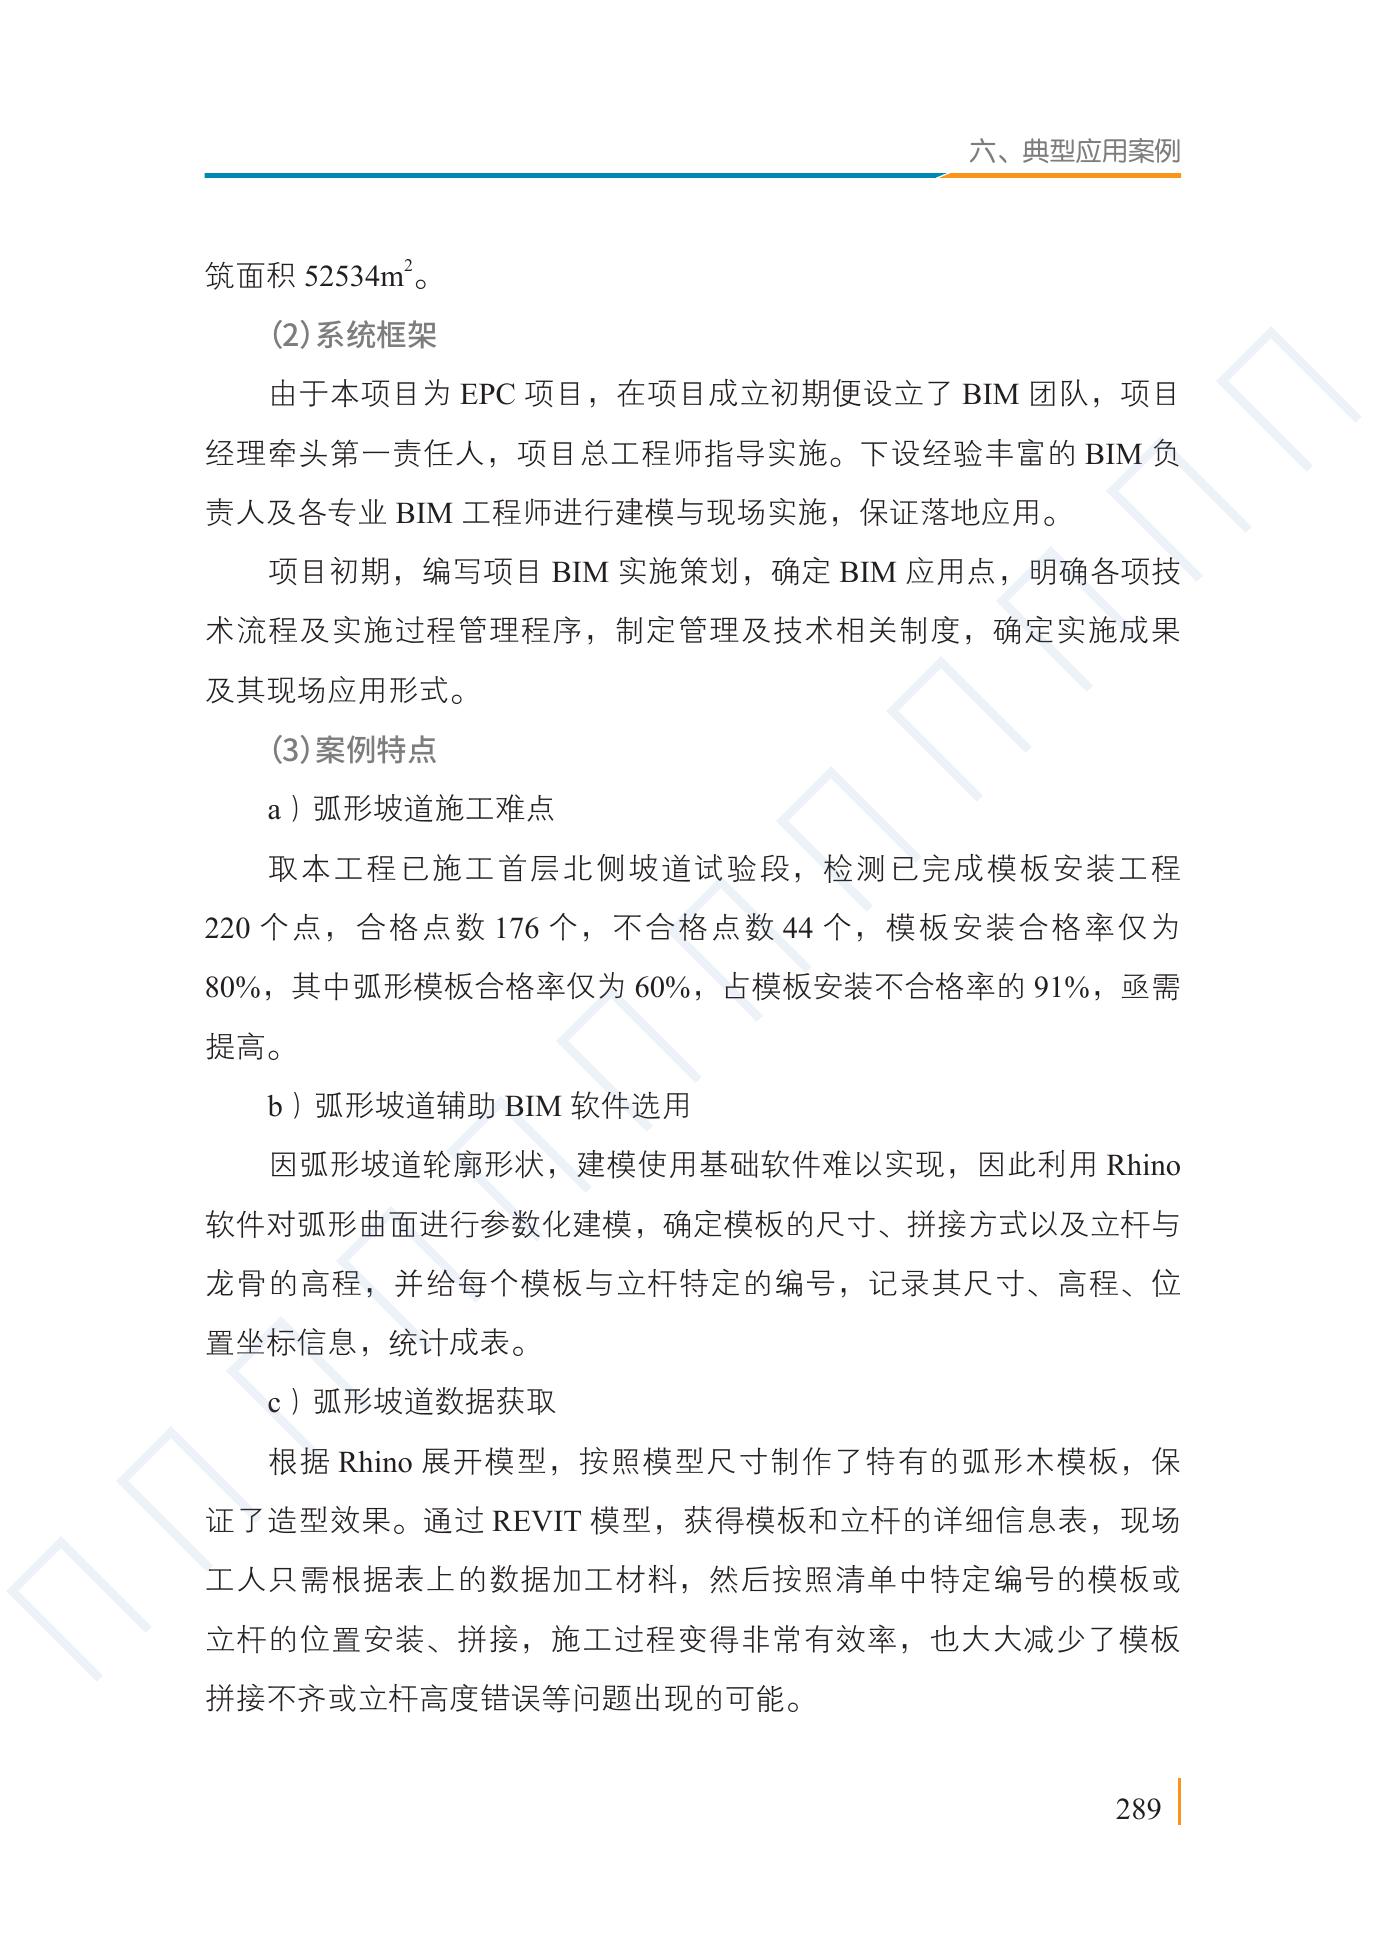 六、典型应用案例
筑面积 52534m²。
（2）系统框架
由于本项目为 EPC 项目，在项目成立初期便设立了 BIM 团队，项目
经理牵头第一责任人，项目总工程师指导实施。下设经验丰富的 BIM 负
责人及各专业 BIM 工程师进行建模与现场实施，保证落地应用。
项目初期，编写项目 BIM 实施策划，确定 BIM 应用点，明确各项技
术流程及实施过程管理程序，制定管理及技术相关制度，确定实施成果
及其现场应用形式。
（3）案例特点
a）弧形坡道施工难点
取本工程已施工首层北侧坡道试验段，检测已完成模板安装工程
220 个点，合格点数 176 个，不合格点数 44 个，模板安装合格率仅为
80%，其中弧形模板合格率仅为 60%，占模板安装不合格率的 91%，亟需
提高。
b）弧形坡道辅助 BIM 软件选用
因弧形坡道轮廓形状，建模使用基础软件难以实现，因此利用 Rhino
软件对弧形曲面进行参数化建模，确定模板的尺寸、拼接方式以及立杆与
龙骨的高程，并给每个模板与立杆特定的编号，记录其尺寸、高程、位
置坐标信息，统计成表。
c）弧形坡道数据获取
根据 Rhino 展开模型，按照模型尺寸制作了特有的弧形木模板，保
证了造型效果。通过 REVIT 模型，获得模板和立杆的详细信息表，现场
工人只需根据表上的数据加工材料，然后按照清单中特定编号的模板或
立杆的位置安装、拼接，施工过程变得非常有效率，也大大减少了模板
拼接不齐或立杆高度错误等问题出现的可能。
289